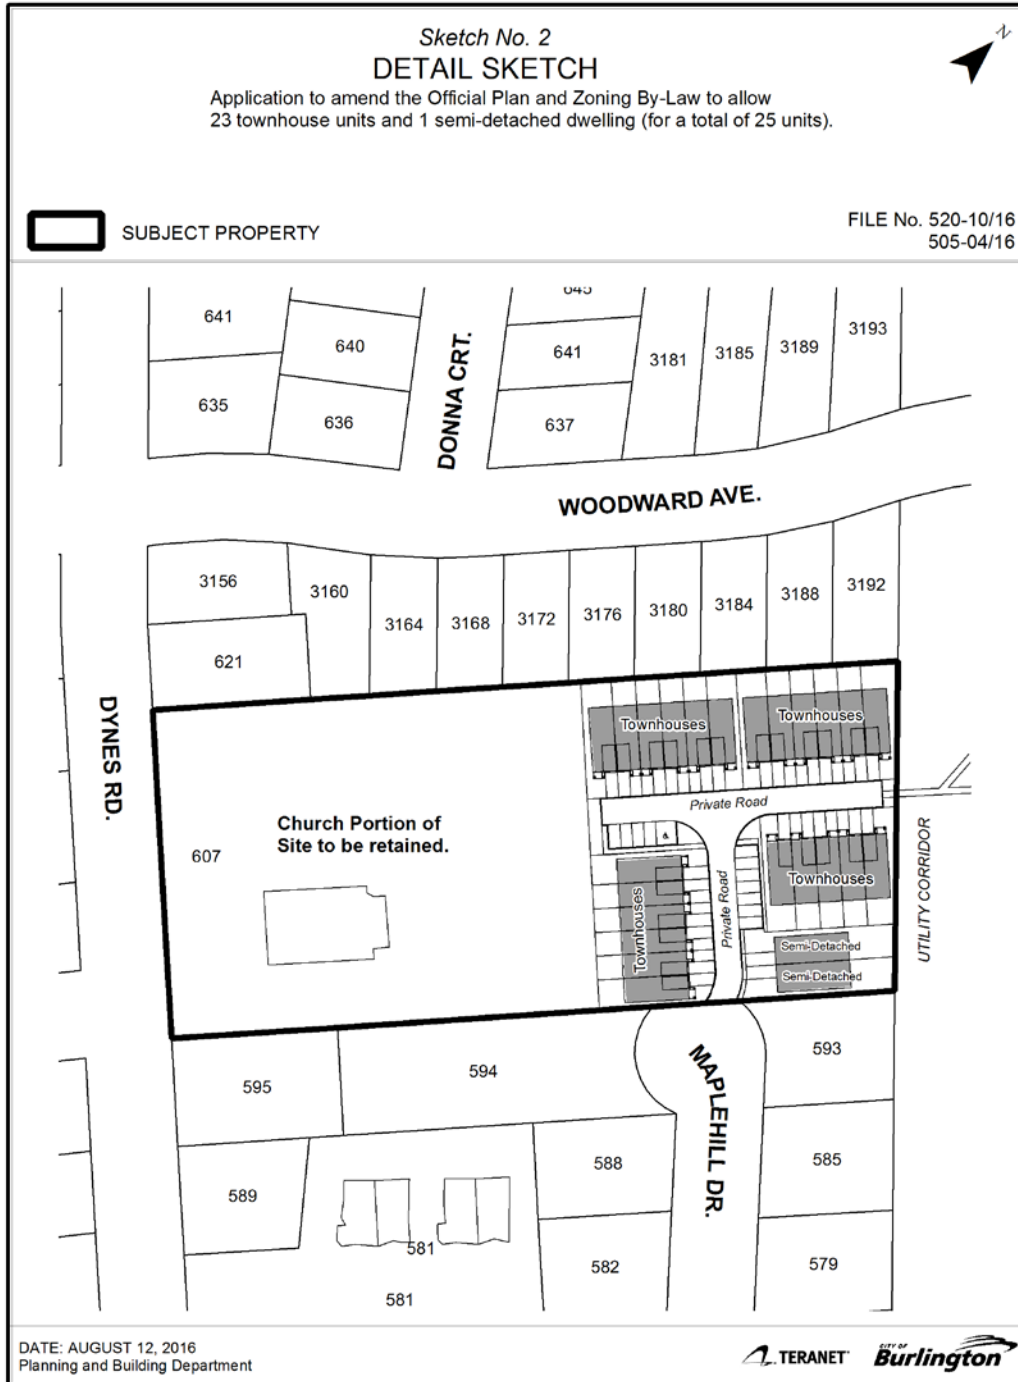 Sketch No. 2
N
DETAIL SKETCH
Application to amend the Official Plan and Zoning By-Law to allow
23 townhouse units and 1 semi-detached dwelling (for a total of 25 units).
SUBJECT PROPERTY
FILE No. 520-10/16
505-04/16
641
640
645
641
3181
3185
3189
3193
635
636
DONNA CRT.
637
WOODWARD AVE.
3156
3160
3164
3168
3172
3176
3180
3184
3188
3192
621
DYNES RD.
Townhouses
Townhouses
Private Road
Church Portion of
Site to be retained.
607
Townhouses
Townhouses
Private Road
Semi-Detached
Semi-Detached
UTILITY CORRIDOR
595
594
MAPLEHILL DR.
593
589
588
585
581
581
582
579
DATE: AUGUST 12, 2016
Planning and Building Department
TERANET
CITY OF
Burlington